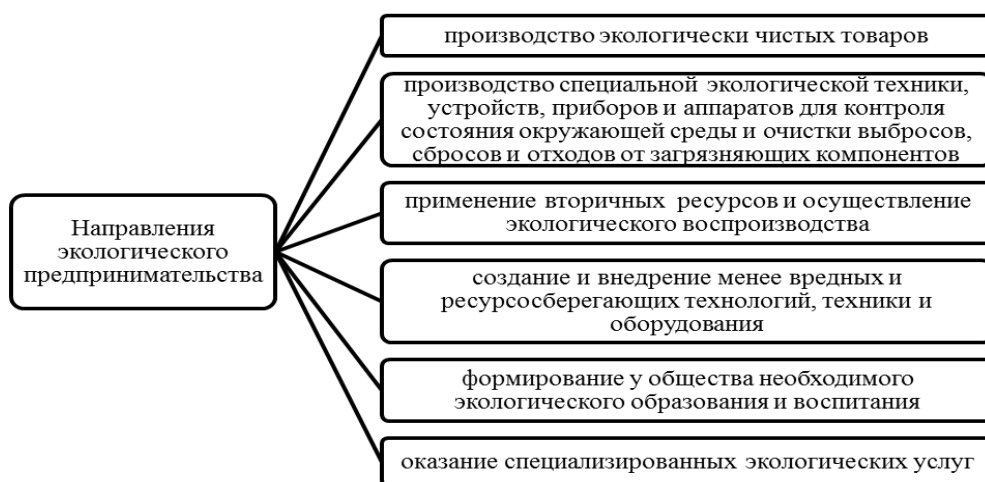 Направления
экологического
предпринимательства
производство экологически чистых товаров
производство специальной экологической техники,
устройств, приборов и аппаратов для контроля
состояния окружающей среды и очистки выбросов,
сбросов и отходов от загрязняющих компонентов
применение вторичных ресурсов и осуществление
экологического воспроизводства
создание и внедрение менее вредных и
ресурсосберегающих технологий, техники и
оборудования
формирование у общества необходимого
экологического образования и воспитания
оказание специализированных экологических услуг